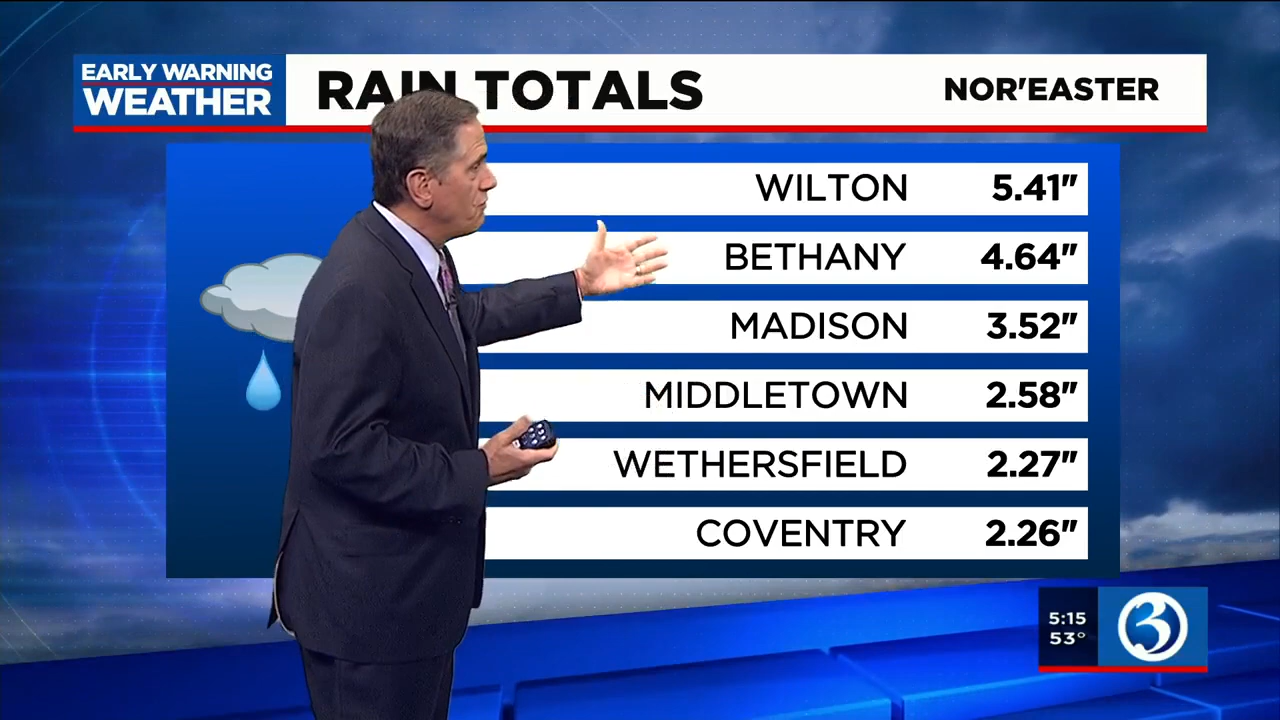 EARLY WARNING
WEATHER
RAIN TOTALS
NOR'EASTER
WILTON 5.41"
BETHANY 4.64"
MADISON 3.52"
MIDDLETOWN 2.58"
WETHERSFIELD 2.27"
COVENTRY 2.26"
5:15
53°
3